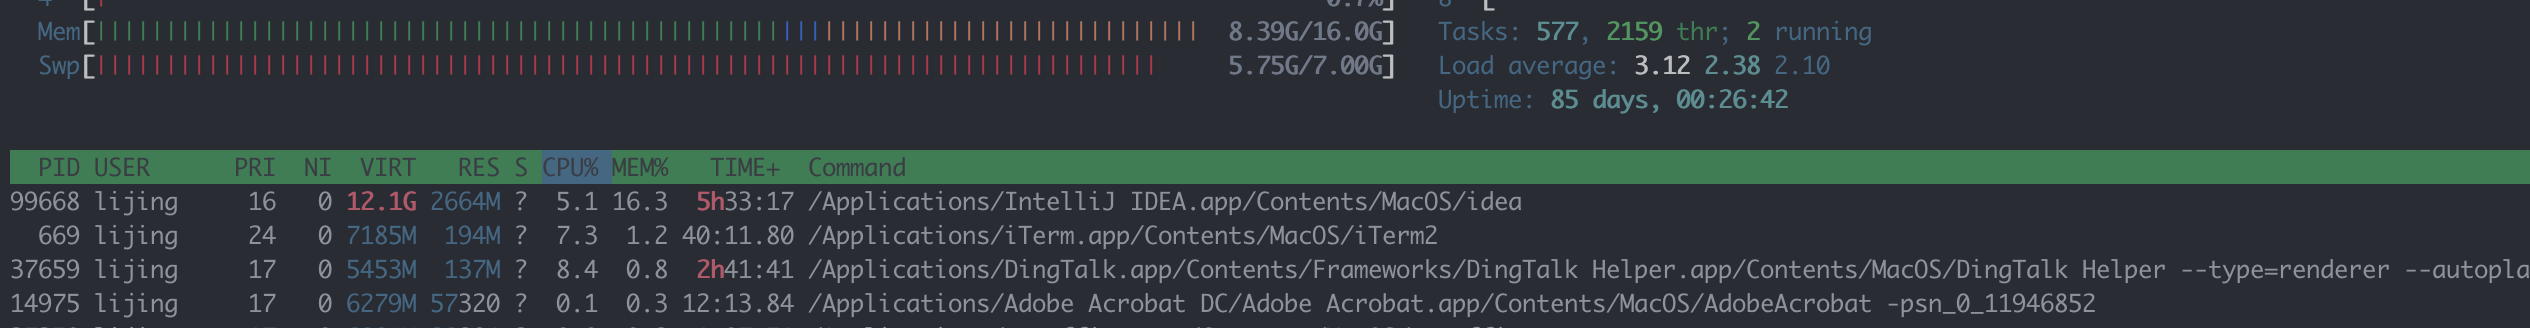 4 [ 0.7%] 8 [
Mem[ 8.39G/16.0G] Tasks: 577, 2159 thr; 2 running
Swp[ 5.75G/7.00G] Load average: 3.12 2.38 2.10
Uptime: 85 days, 00:26:42
PID USER PRI NI VIRT RES S CPU% MEM% TIME+ Command
99668 lijing 16 0 12.1G 2664M ? 5.1 16.3 5h33:17 /Applications/IntelliJ IDEA.app/Contents/MacOS/idea
669 lijing 24 0 7185M 194M ? 7.3 1.2 40:11.80 /Applications/iTerm.app/Contents/MacOS/iTerm2
37659 lijing 17 0 5453M 137M ? 8.4 0.8 2h41:41 /Applications/DingTalk.app/Contents/Frameworks/DingTalk Helper.app/Contents/MacOS/DingTalk Helper --type=renderer --autopla
14975 lijing 17 0 6279M 57320 ? 0.1 0.3 12:13.84 /Applications/Adobe Acrobat DC/Adobe Acrobat.app/Contents/MacOS/AdobeAcrobat -psn_0_11946852